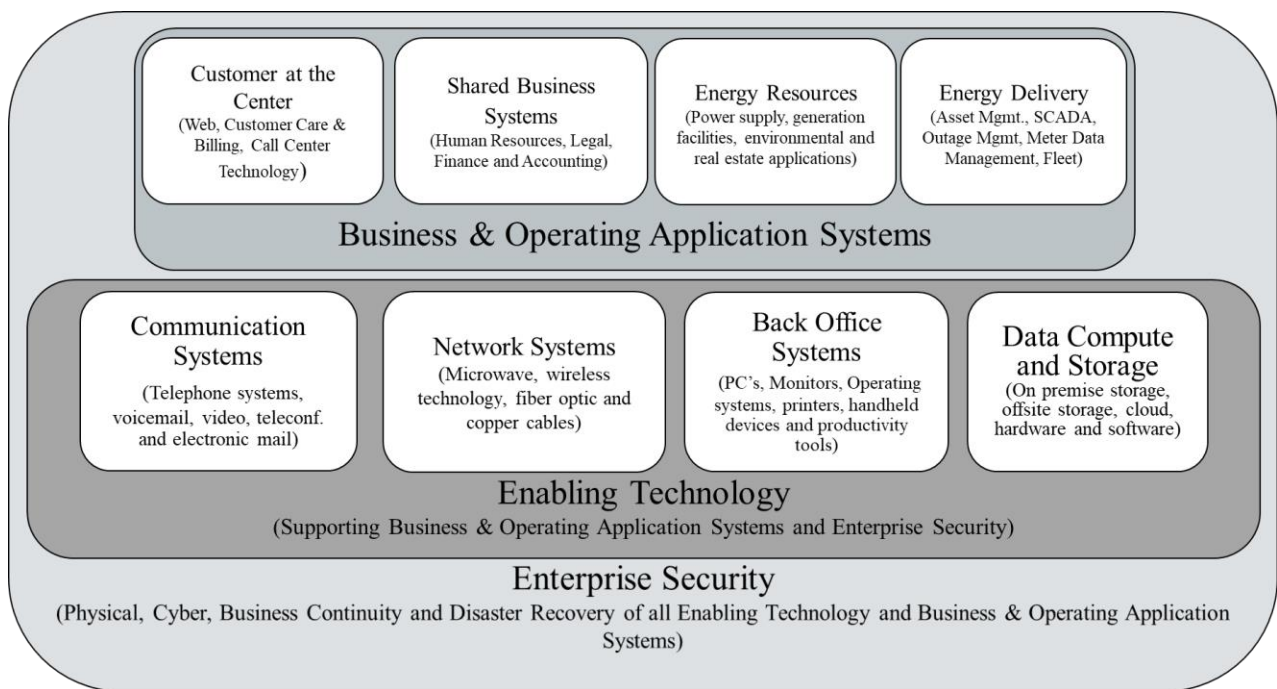 Customer at the
Center
(Web, Customer Care &
Billing, Call Center
Technology)
Shared Business
Systems
(Human Resources, Legal,
Finance and Accounting)
Energy Resources
(Power supply, generation
facilities, environmental and
real estate applications)
Energy Delivery
(Asset Mgmt., SCADA,
Outage Mgmt, Meter Data
Management, Fleet)
Business & Operating Application Systems
Communication
Systems
(Telephone systems,
voicemail, video, teleconf.
and electronic mail)
Network Systems
(Microwave, wireless
technology, fiber optic and
copper cables)
Back Office
Systems
(PC's, Monitors, Operating
systems, printers, handheld
devices and productivity
tools)
Data Compute
and Storage
(On premise storage,
offsite storage, cloud,
hardware and software)
Enabling Technology
(Supporting Business & Operating Application Systems and Enterprise Security)
Enterprise Security
(Physical, Cyber, Business Continuity and Disaster Recovery of all Enabling Technology and Business & Operating Application
Systems)